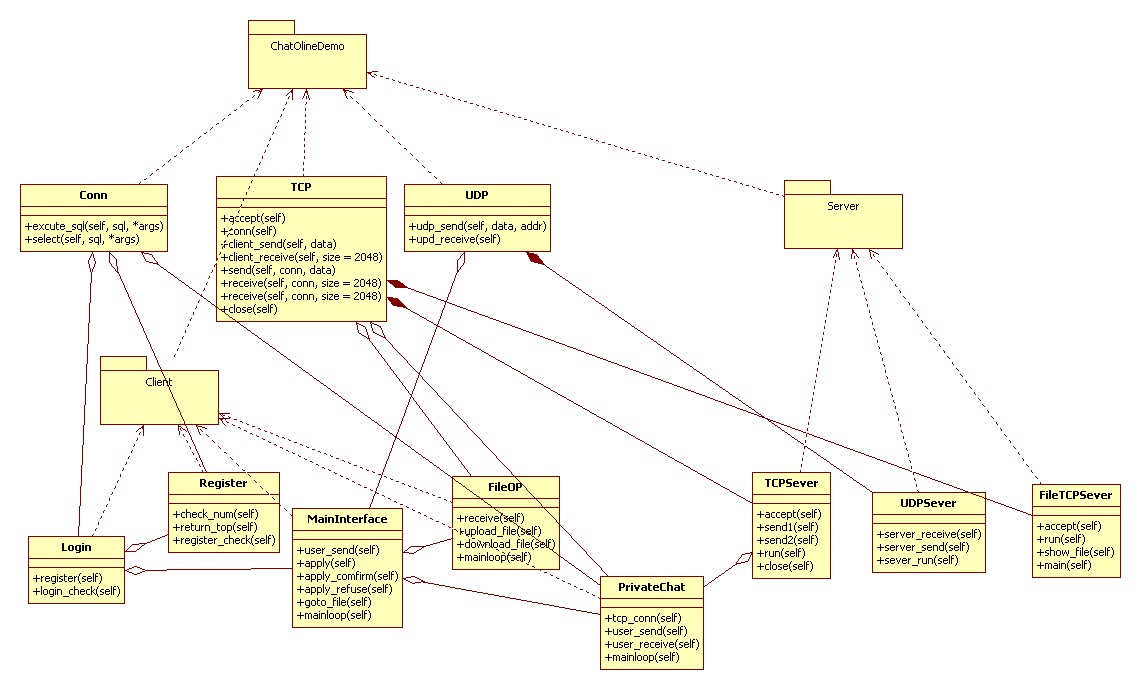 ChatOlineDemo
Conn
+excute_sql(self, sql, *args)
+select(self, sql, *args)
TCP
+accept(self)
+conn(self)
+client_send(self, data)
+client_receive(self, size = 2048)
+send(self, conn, data)
+receive(self, conn, size = 2048)
+receive(self, conn, size = 2048)
+close(self)
UDP
+udp_send(self, data, addr)
+upd_receive(self)
Server
Client
Register
+check_num(self)
+return_top(self)
+register_check(self)
Login
+register(self)
+login_check(self)
MainInterface
+user_send(self)
+apply(self)
+apply_comfirm(self)
+apply_refuse(self)
+goto_file(self)
+mainloop(self)
FileOP
+receive(self)
+upload_file(self)
+download_file(self)
+mainloop(self)
PrivateChat
+tcp_conn(self)
+user_send(self)
+user_receive(self)
+mainloop(self)
TCPSever
+accept(self)
+send1(self)
+send2(self)
+run(self)
+close(self)
UDPSever
+server_receive(self)
+server_send(self)
+sever_run(self)
FileTCPSever
+accept(self)
+run(self)
+show_file(self)
+main(self)